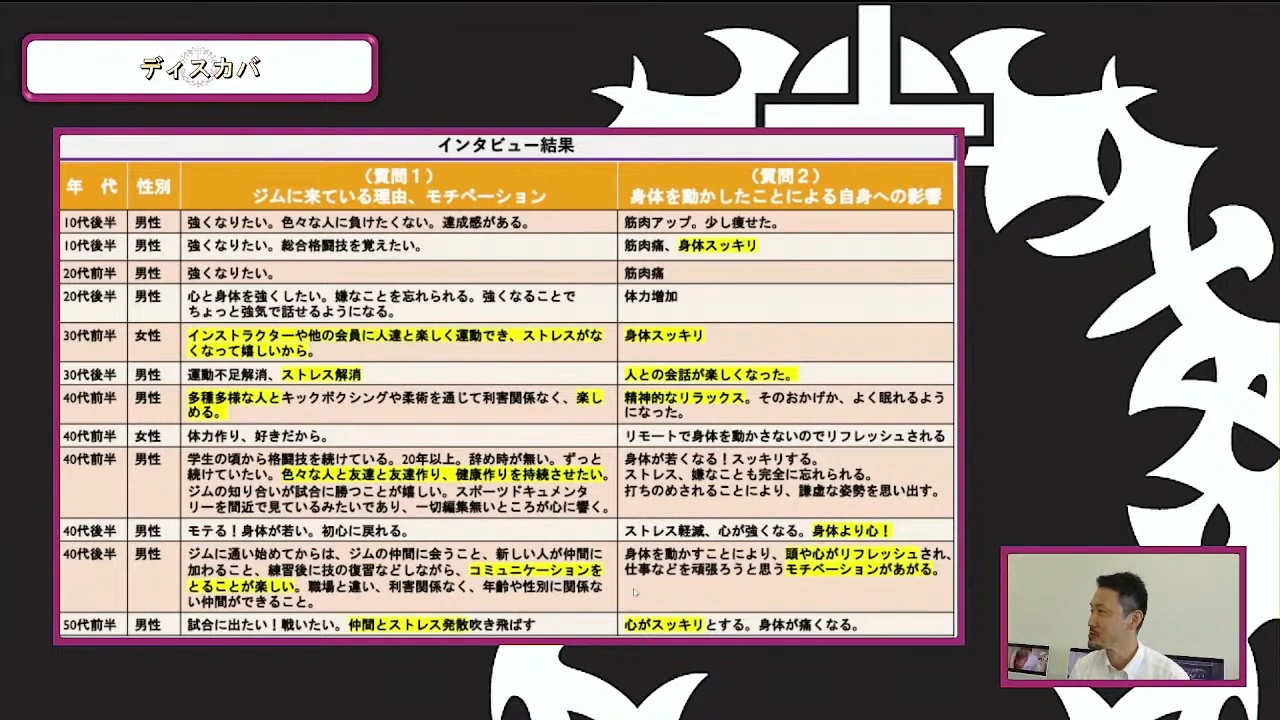 ディスカバ
インタビュー結果
年 代
性別
（質問１）
ジムに来ている理由、モチベーション
（質問２）
身体を動かしたことによる自身への影響
10代後半 男性 強くなりたい。色々な人に負けたくない。達成感がある。 筋肉アップ。少し痩せた。
10代後半 男性 強くなりたい。総合格闘技を覚えたい。 筋肉痛、身体スッキリ
20代前半 男性 強くなりたい。 筋肉痛
20代後半 男性 心と身体を強くしたい。嫌なことを忘れられる。強くなることで
ちょっと強気で話せるようになる。
体力増加
30代前半 女性 インストラクターや他の会員に人達と楽しく運動でき、ストレスがな
くなって嬉しいから。
身体スッキリ
30代後半 男性 運動不足解消、ストレス解消 人との会話が楽しくなった。
40代前半 男性 多種多様な人とキックボクシングや柔術を通じて利害関係なく、楽し
める。
精神的なリラックス。そのおかげか、よく眠れるよう
になった。
40代前半 女性 体力作り、好きだから。 リモートで身体を動かさないのでリフレッシュされる
40代前半 男性 学生の頃から格闘技を続けている。20年以上。辞め時が無い。ずっと
続けていたい。色々な人と友達と友達作り、健康作りを持続させたい。
ジムの知り合いが試合に勝つことが嬉しい。スポーツドキュメンタ
リーを間近で見ているみたいであり、一切編集無いところが心に響く。
身体が若くなる！スッキリする。
ストレス、嫌なことも完全に忘れられる。
打ちのめされることにより、謙虚な姿勢を思い出す。
40代後半 男性 モテる！身体が若い。初心に戻れる。 ストレス軽減、心が強くなる。身体より心！
40代後半 男性 ジムに通い始めてからは、ジムの仲間に会うこと、新しい人が仲間に
加わること、練習後に技の復習などしながら、コミュニケーションを
とることが楽しい。職場と違い、利害関係なく、年齢や性別に関係な
い仲間ができること。
身体を動かすことにより、頭や心がリフレッシュされ、
仕事などを頑張ろうと思うモチベーションがあがる。
50代前半 男性 試合に出たい！戦いたい。仲間とストレス発散吹き飛ばす 心がスッキリとする。身体が痛くなる。